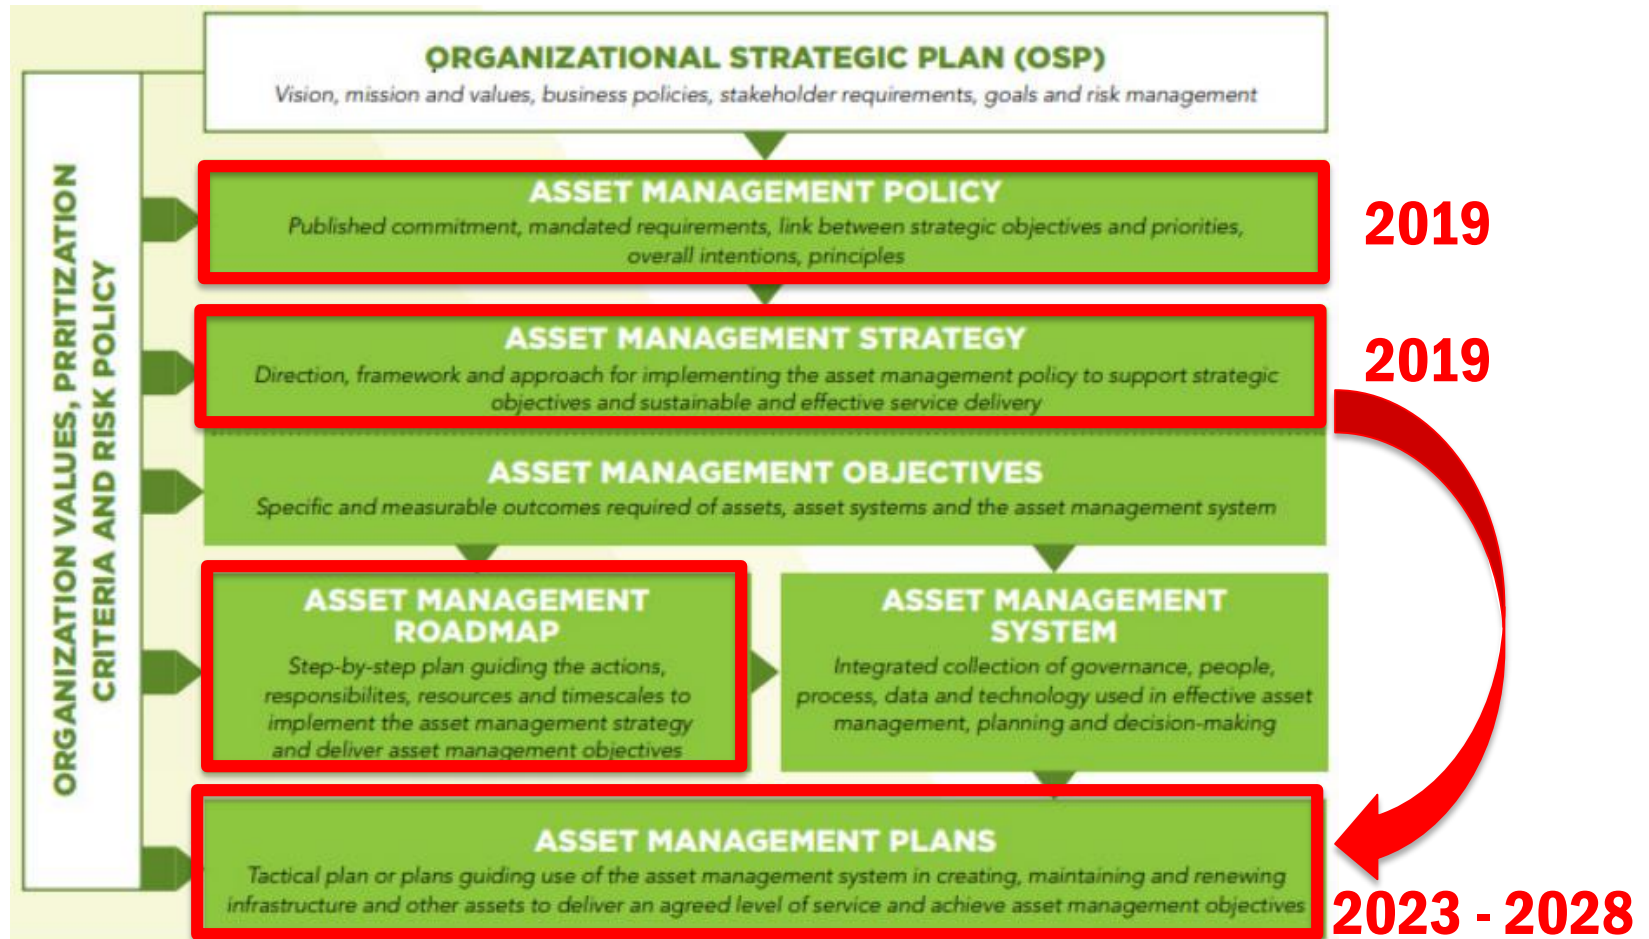 ORGANIZATIONAL STRATEGIC PLAN (OSP)
Vision, mission and values, business policies, stakeholder requirements, goals and risk management
ORGANIZATION VALUES, PRRITIZATION
CRITERIA AND RISK POLICY
ASSET MANAGEMENT POLICY
Published commitment, mandated requirements, link between strategic objectives and priorities,
overall intentions, principles
2019
ASSET MANAGEMENT STRATEGY
Direction, framework and approach for implementing the asset management policy to support strategic
objectives and sustainable and effective service delivery
2019
ASSET MANAGEMENT OBJECTIVES
Specific and measurable outcomes required of assets, asset systems and the asset management system
ASSET MANAGEMENT
ROADMAP
Step-by-step plan guiding the actions,
responsibilites, resources and timescales to
implement the asset management strategy
and deliver asset management objectives
ASSET MANAGEMENT
SYSTEM
Integrated collection of governance, people,
process, data and technology used in effective asset
management, planning and decision-making
ASSET MANAGEMENT PLANS
Tactical plan or plans guiding use of the asset management system in creating, maintaining and renewing
infrastructure and other assets to deliver an agreed level of service and achieve asset management objectives
2023 - 2028